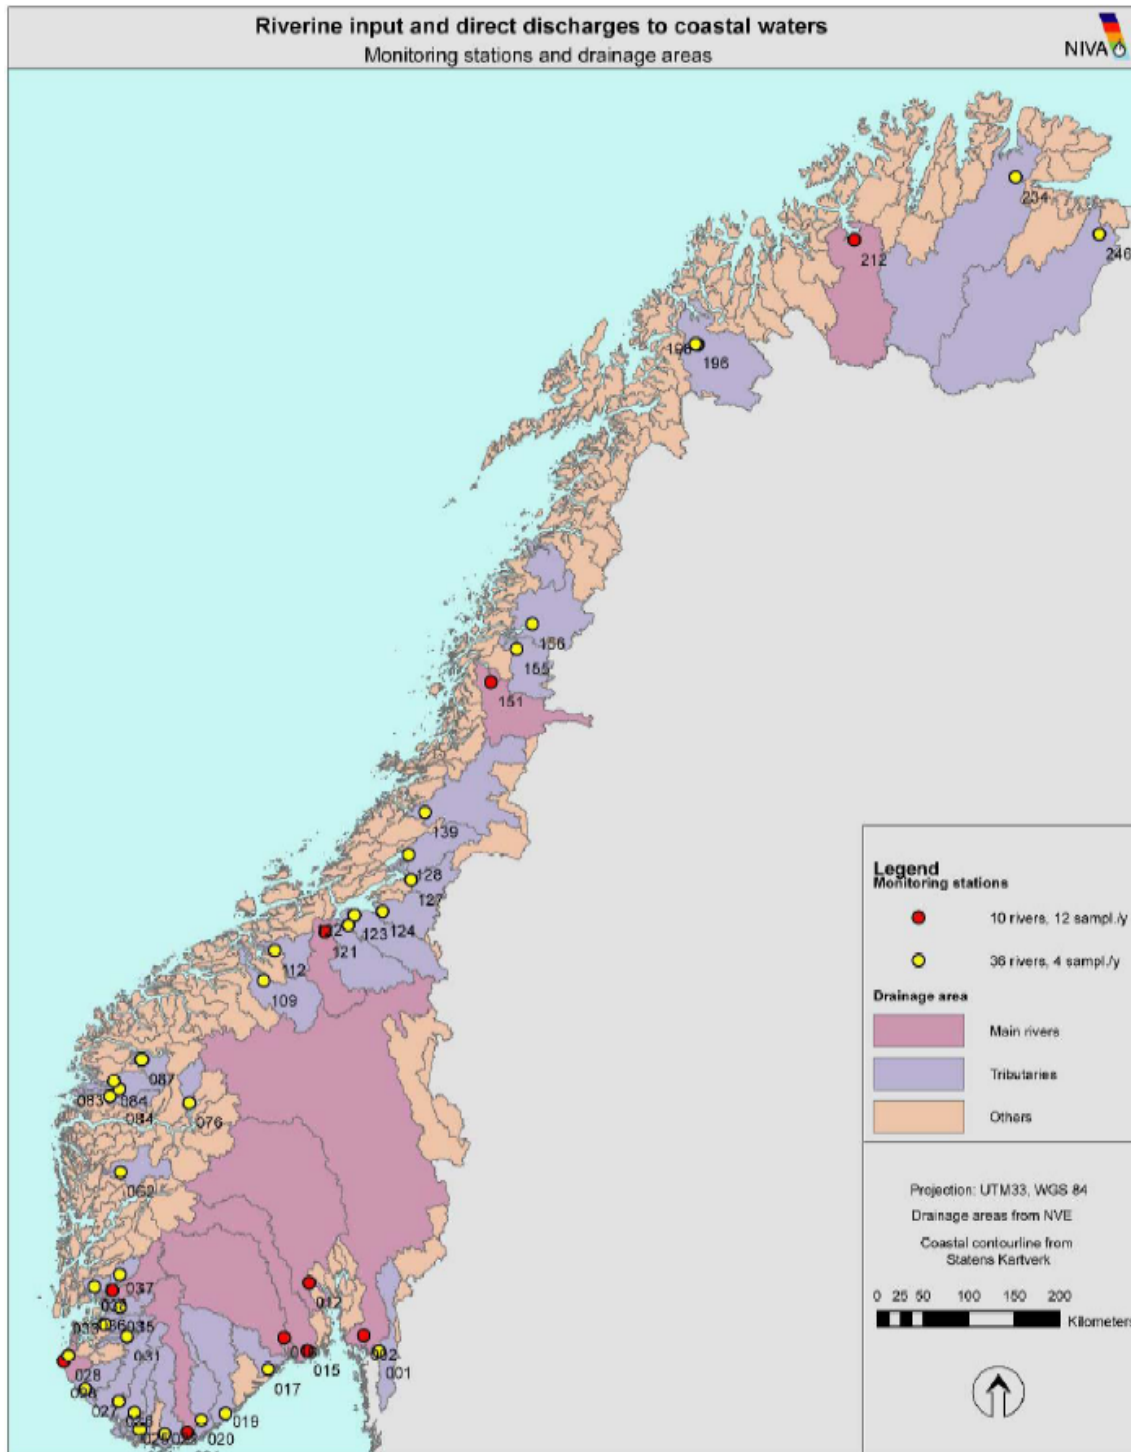 Riverine input and direct discharges to coastal waters
Monitoring stations and drainage areas
NIVA
234
246
212
196
156
155
151
139
128
127
124
123
121
112
109
087
084
083
076
062
037
012
035
031
028
027
002
001
015
017
019
020
Legend
Monitoring stations
10 rivers, 12 sampl./y
36 rivers, 4 sampl./y
Drainage area
Main rivers
Tributaries
Others
Projection: UTM33, WGS 84
Drainage areas from NVE
Coastal contourline from
Statens Kartverk
0 25 50 100 150 200
Kilometers